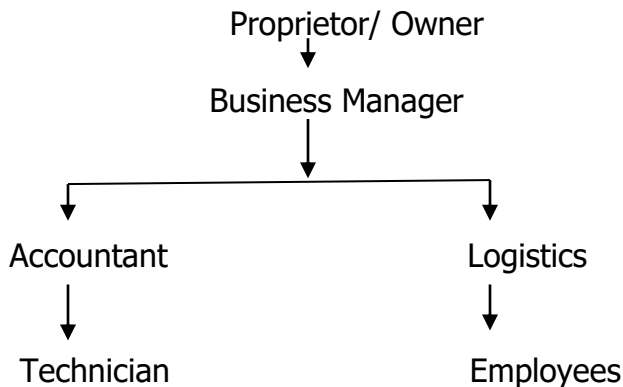 Proprietor/ Owner
Business Manager
Accountant
Logistics
Technician
Employees